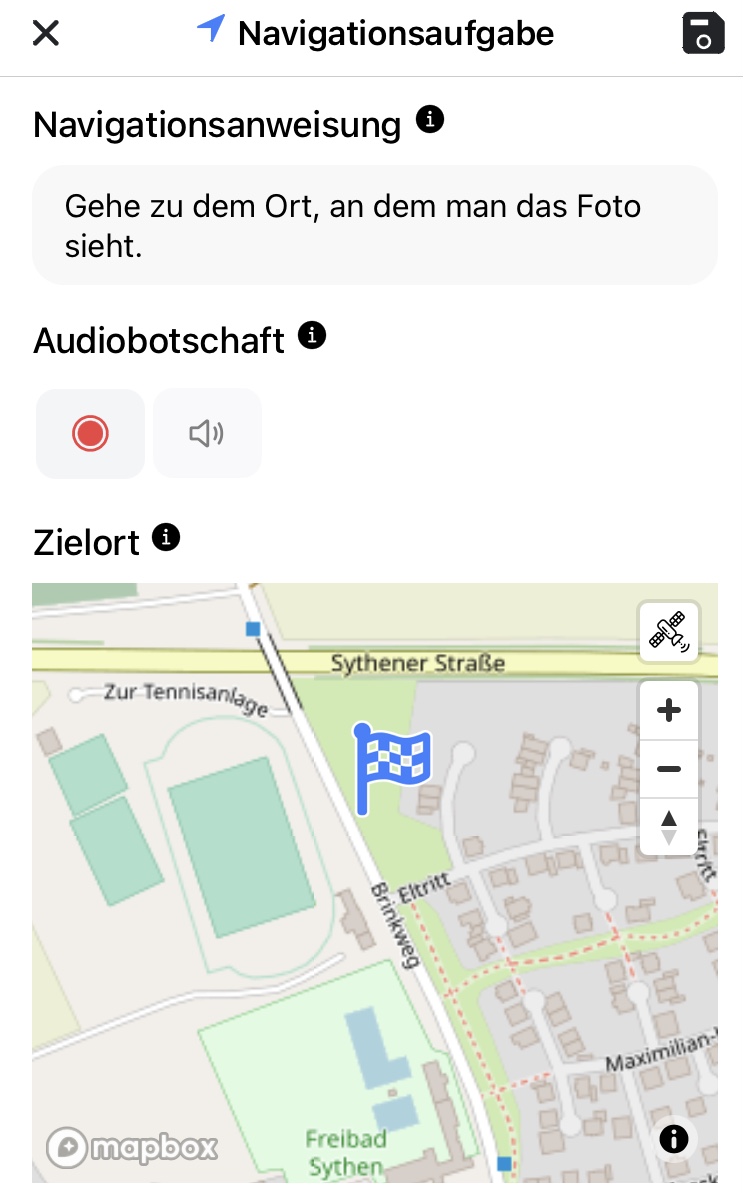 Navigationsaufgabe
Navigationsanweisung
Gehe zu dem Ort, an dem man das Foto
sieht.
Audiobotschaft
Zielort
Sythener Straße
Zur Tennisanlage
Eltritt
Eltritt
Brinkweg
Maximilian-
Freibad
Sythen
mapbox